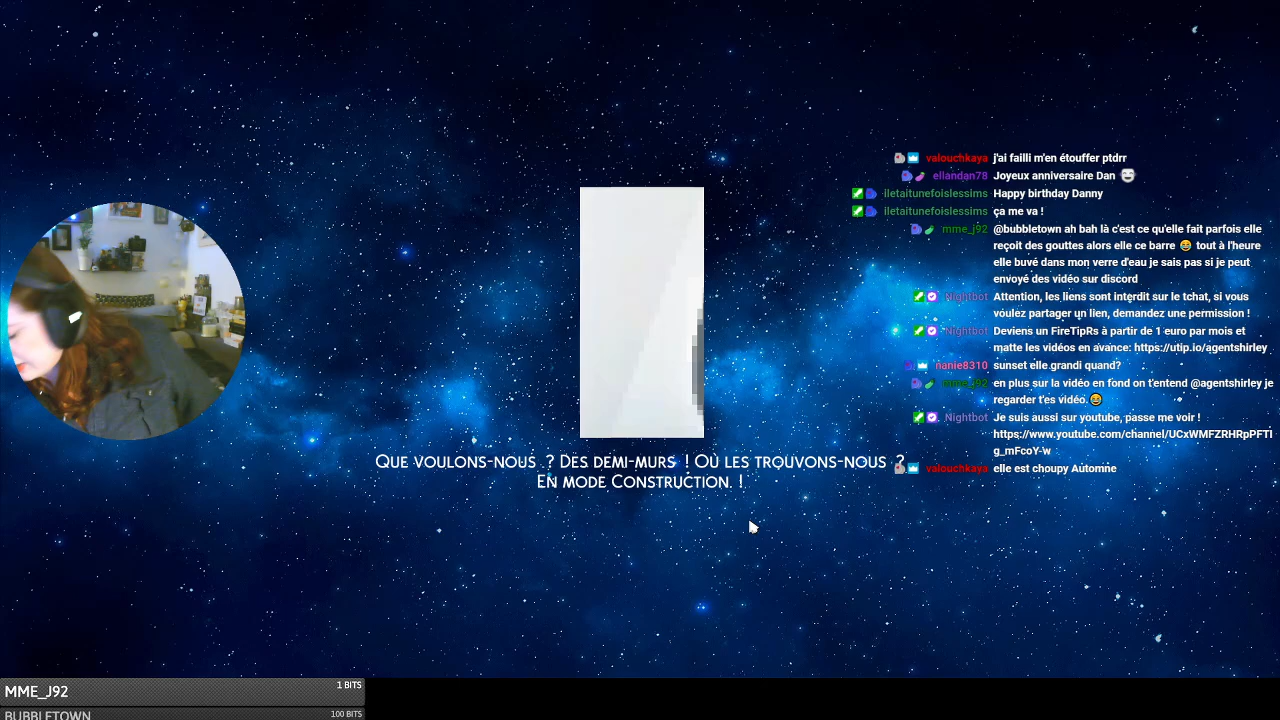 valouchkaya j'ai failli m'en étouffer ptdrr
ellandan78 Joyeux anniversaire Dan
iletaitunefoislessims Happy birthday Danny
iletaitunefoislessims ça me va !
mme_j92 @bubbletown ah bah là c'est ce qu'elle fait parfois elle
reçoit des gouttes alors elle ce barre 😂 tout à l'heure
elle buvé dans mon verre d'eau je sais pas si je peut
envoyé des vidéo sur discord
Nightbot Attention, les liens sont interdit sur le tchat, si vous
voulez partager un lien, demandez une permission !
Nightbot Deviens un FireTipRs à partir de 1 euro par mois et
matte les vidéos en avance: https://utip.io/agentshirley
nanie8310 sunset elle grandi quand?
mme_j92 en plus sur la vidéo en fond on t'entend @agentshirley je
regarder t'es vidéo.😂
Nightbot Je suis aussi sur youtube, passe me voir !
https://www.youtube.com/channel/UCxWMFZRHRpPFTI
g_mFcoY-w
valouchkaya elle est choupy Automne
Que voulons-nous ? Des demi-murs ! Où les trouvons-nous ?
En mode Construction. !
MME_J92 1 BITS
BUBBLETOWN 100 BITS